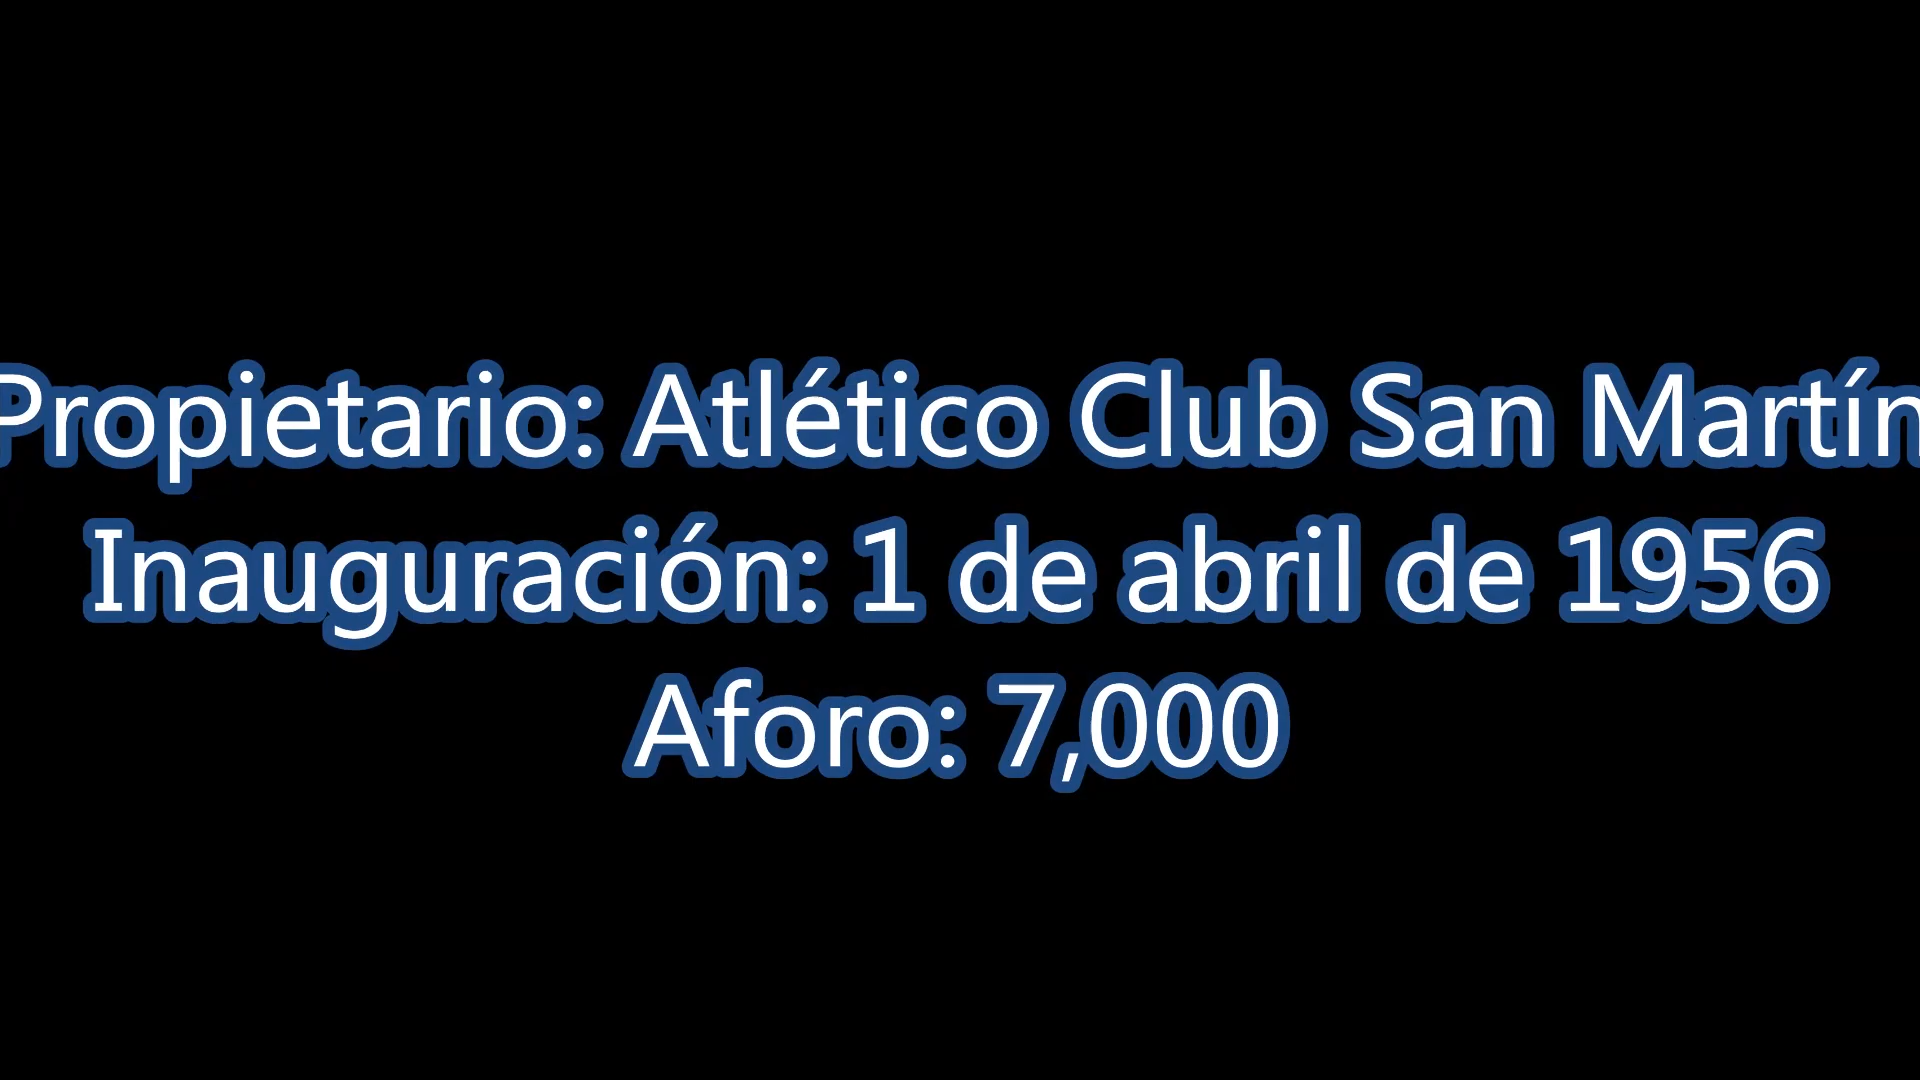 Propietario: Atlético Club San Martín
Inauguración: 1 de abril de 1956
Aforo: 7,000